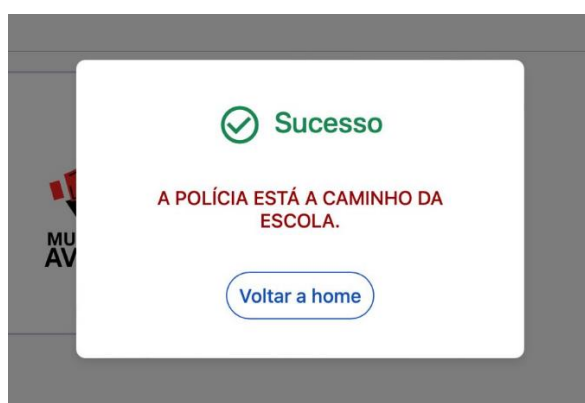 Sucesso
A POLÍCIA ESTÁ A CAMINHO DA
ESCOLA.
Voltar a home
MU
AV